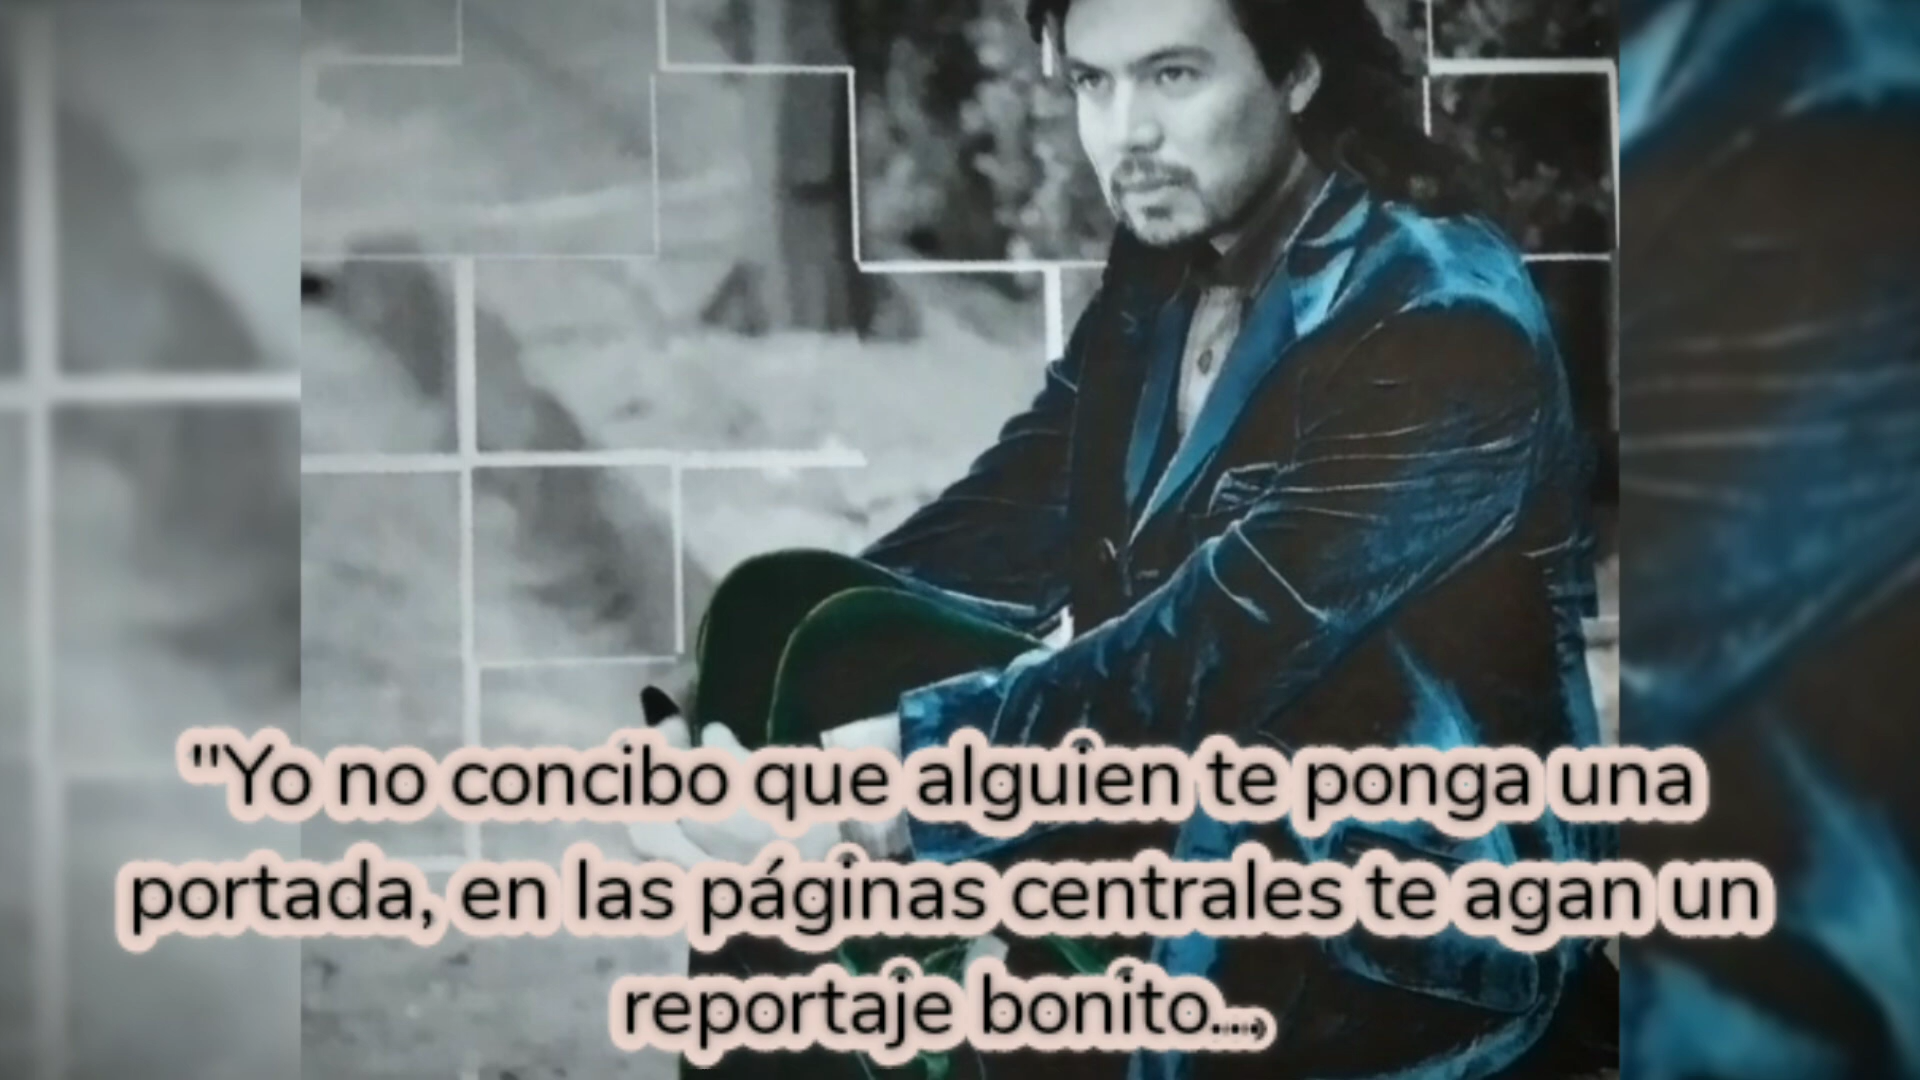 "Yo no concibo que alguien te ponga una
portada, en las páginas centrales te agan un
reportaje bonito...,